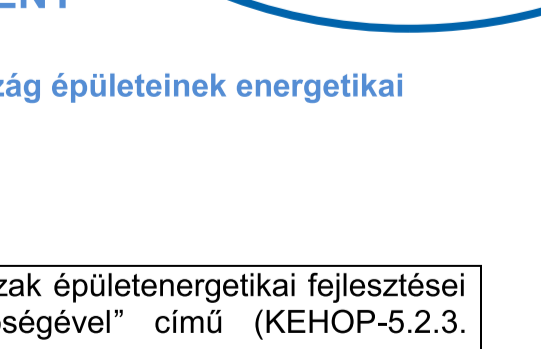 ENT
zág épületeinek energetikai
zak épületenergetikai fejlesztései
ségével” című (KEHOP-5.2.3.